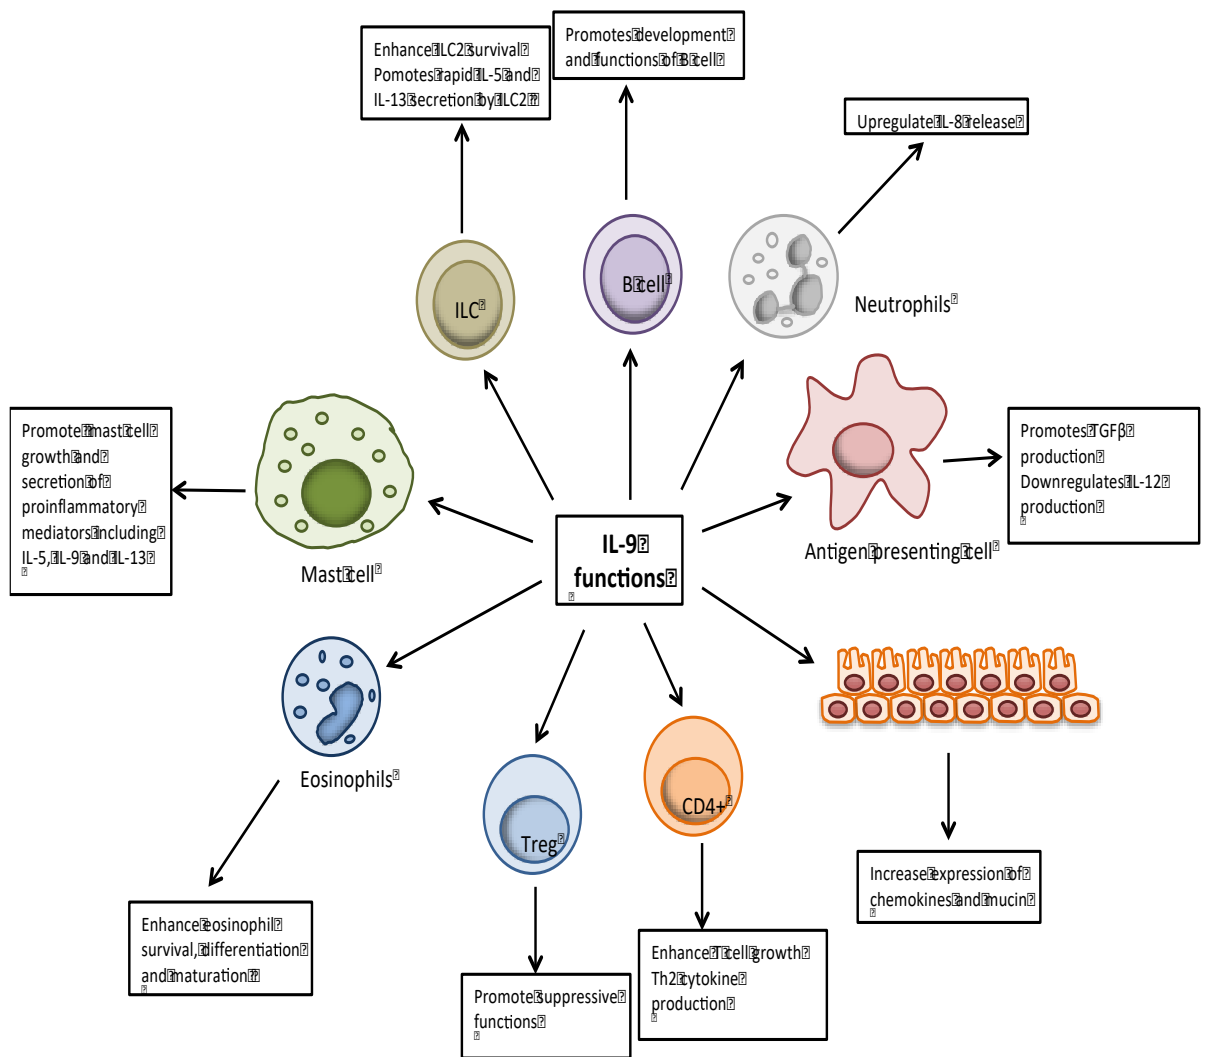 Enhance ILC2 survival
Pomotes rapid IL-5 and
IL-13 secretion by ILC2
Promotes development
and functions of B cell
Upregulate IL-8 release
ILC
B cell
Neutrophils
Promote mast cell
growth and
secretion of
proinflammatory
mediators including
IL-5, IL-9 and IL-13
Mast cell
Promotes TGFβ
production
Downregulates IL-12
production
Antigen presenting cell
IL-9
functions
Eosinophils
Treg
CD4+
Increase expression of
chemokines and mucin
Enhance eosinophil
survival, differentiation
and maturation
Promote suppressive
functions
Enhance T cell growth
Th2 cytokine
production